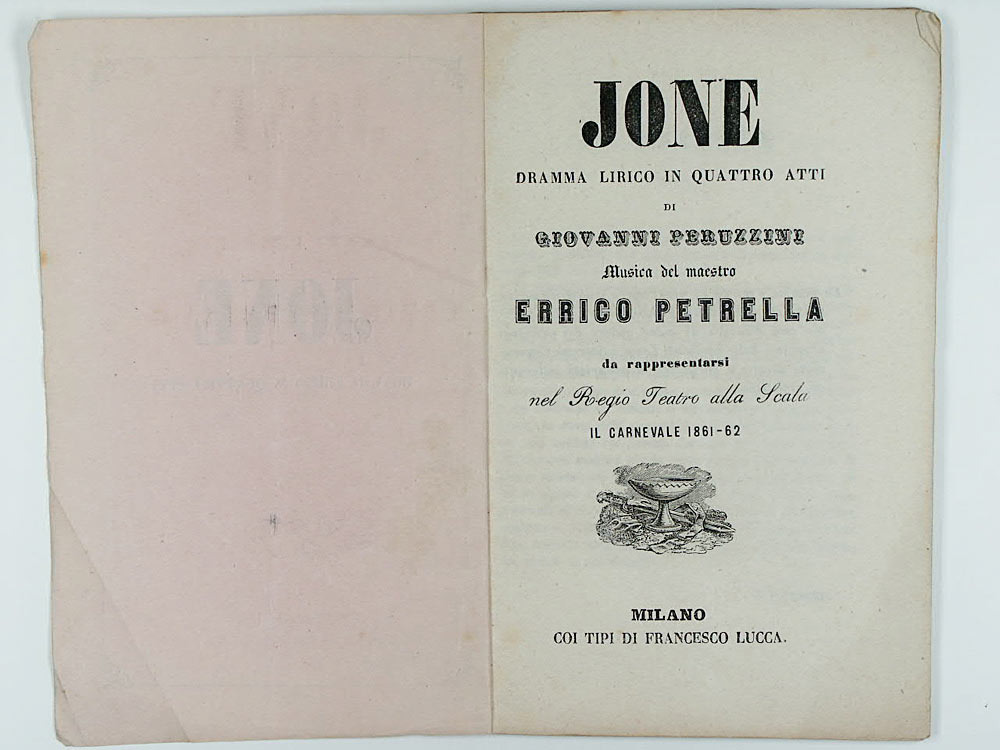 JONE
DRAMMA LIRICO IN QUATTRO ATTI
DI
GIOVANNI PERUZZINI
Musica del maestro
ERRICO PETRELLA
da rappresentarsi
nel Regio Teatro alla Scala
IL CARNEVALE 1861-62
MILANO
COI TIPI DI FRANCESCO LUCCA.